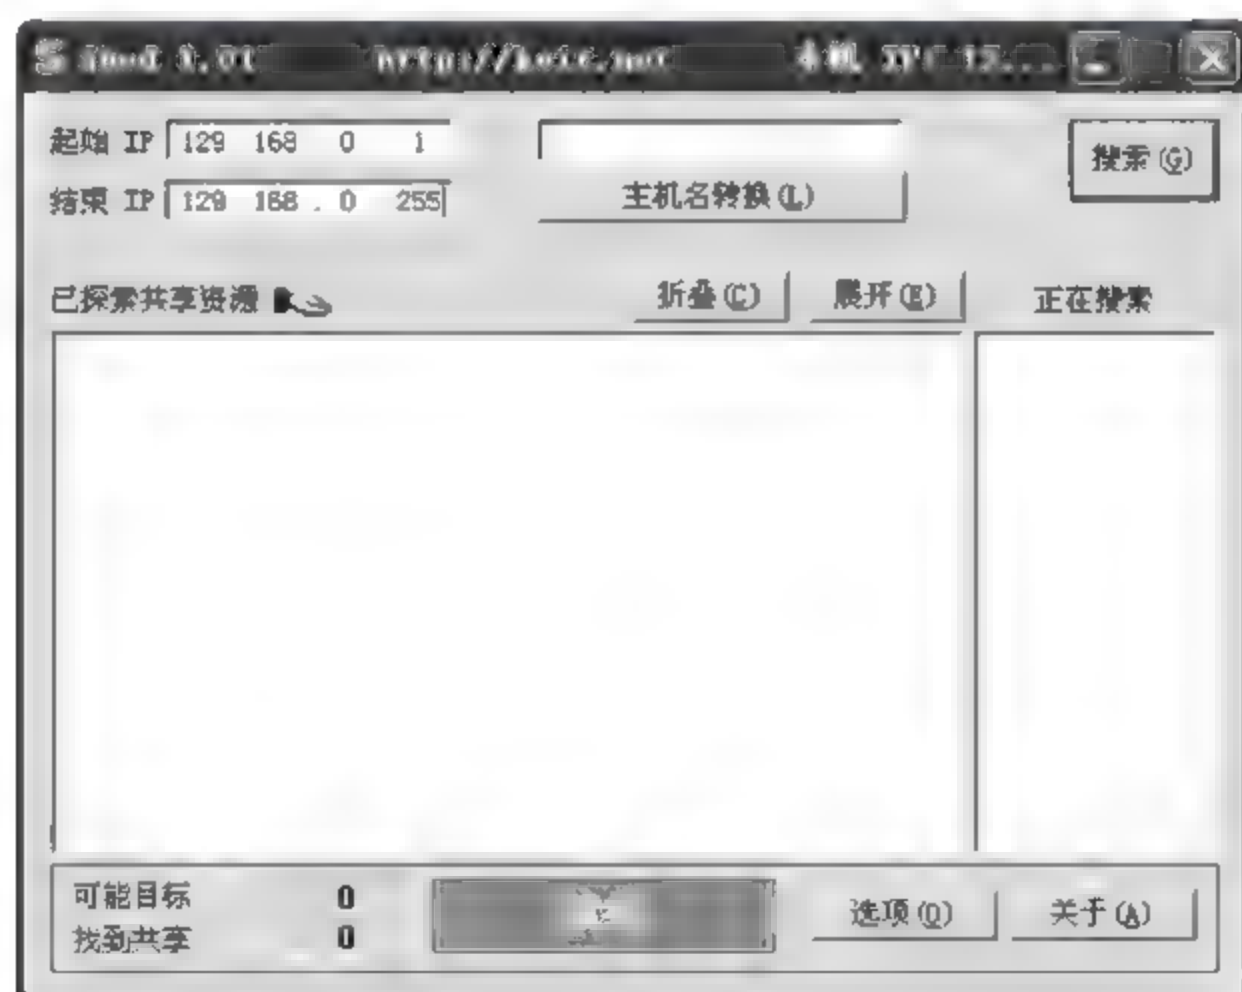 起始 IP 129 168 0 1
搜索(G)
结束 IP 129 168 . 0 255
主机名转换(L)
已探索共享资源
折叠(C)
展开(E)
正在搜索
可能目标 0
找到共享 0
选项(O)
关于(A)